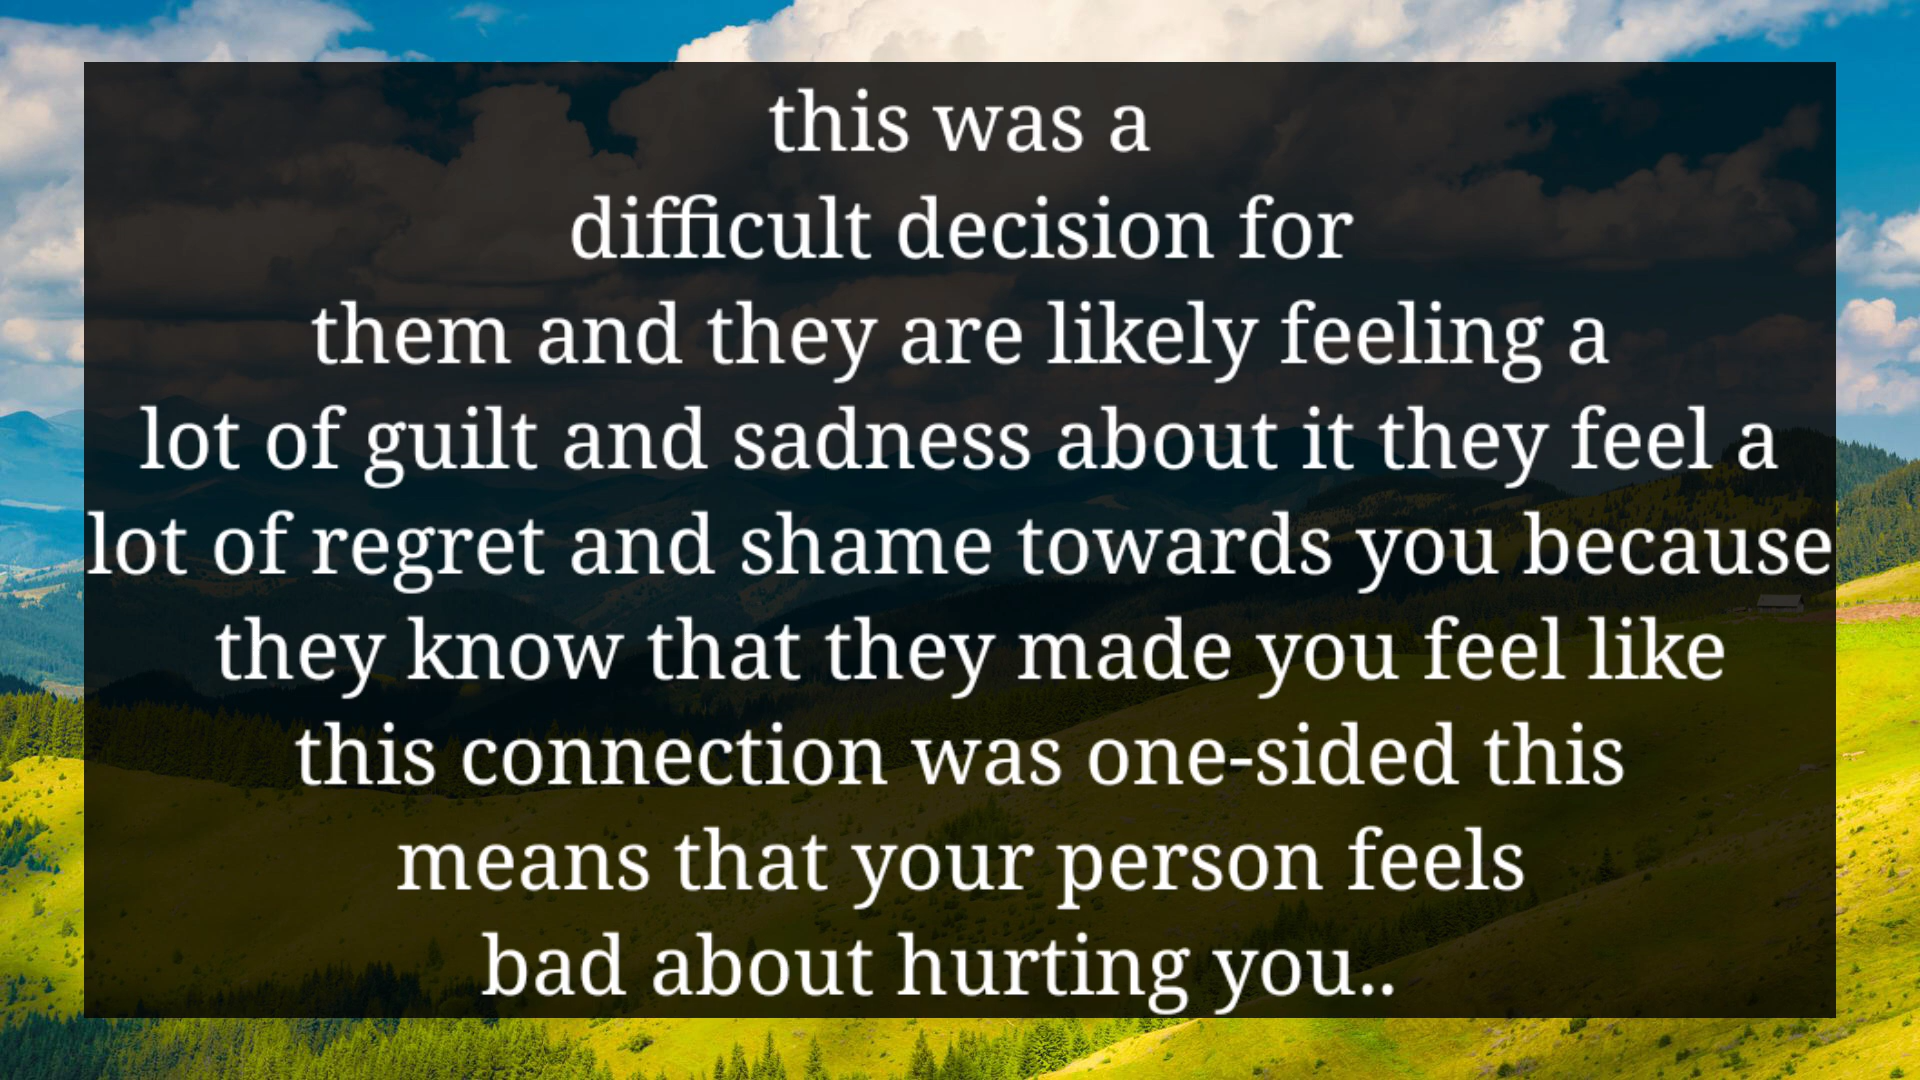 this was a
difficult decision for
them and they are likely feeling a
lot of guilt and sadness about it they feel a
lot of regret and shame towards you because
they know that they made you feel like
this connection was one-sided this
means that your person feels
bad about hurting you..